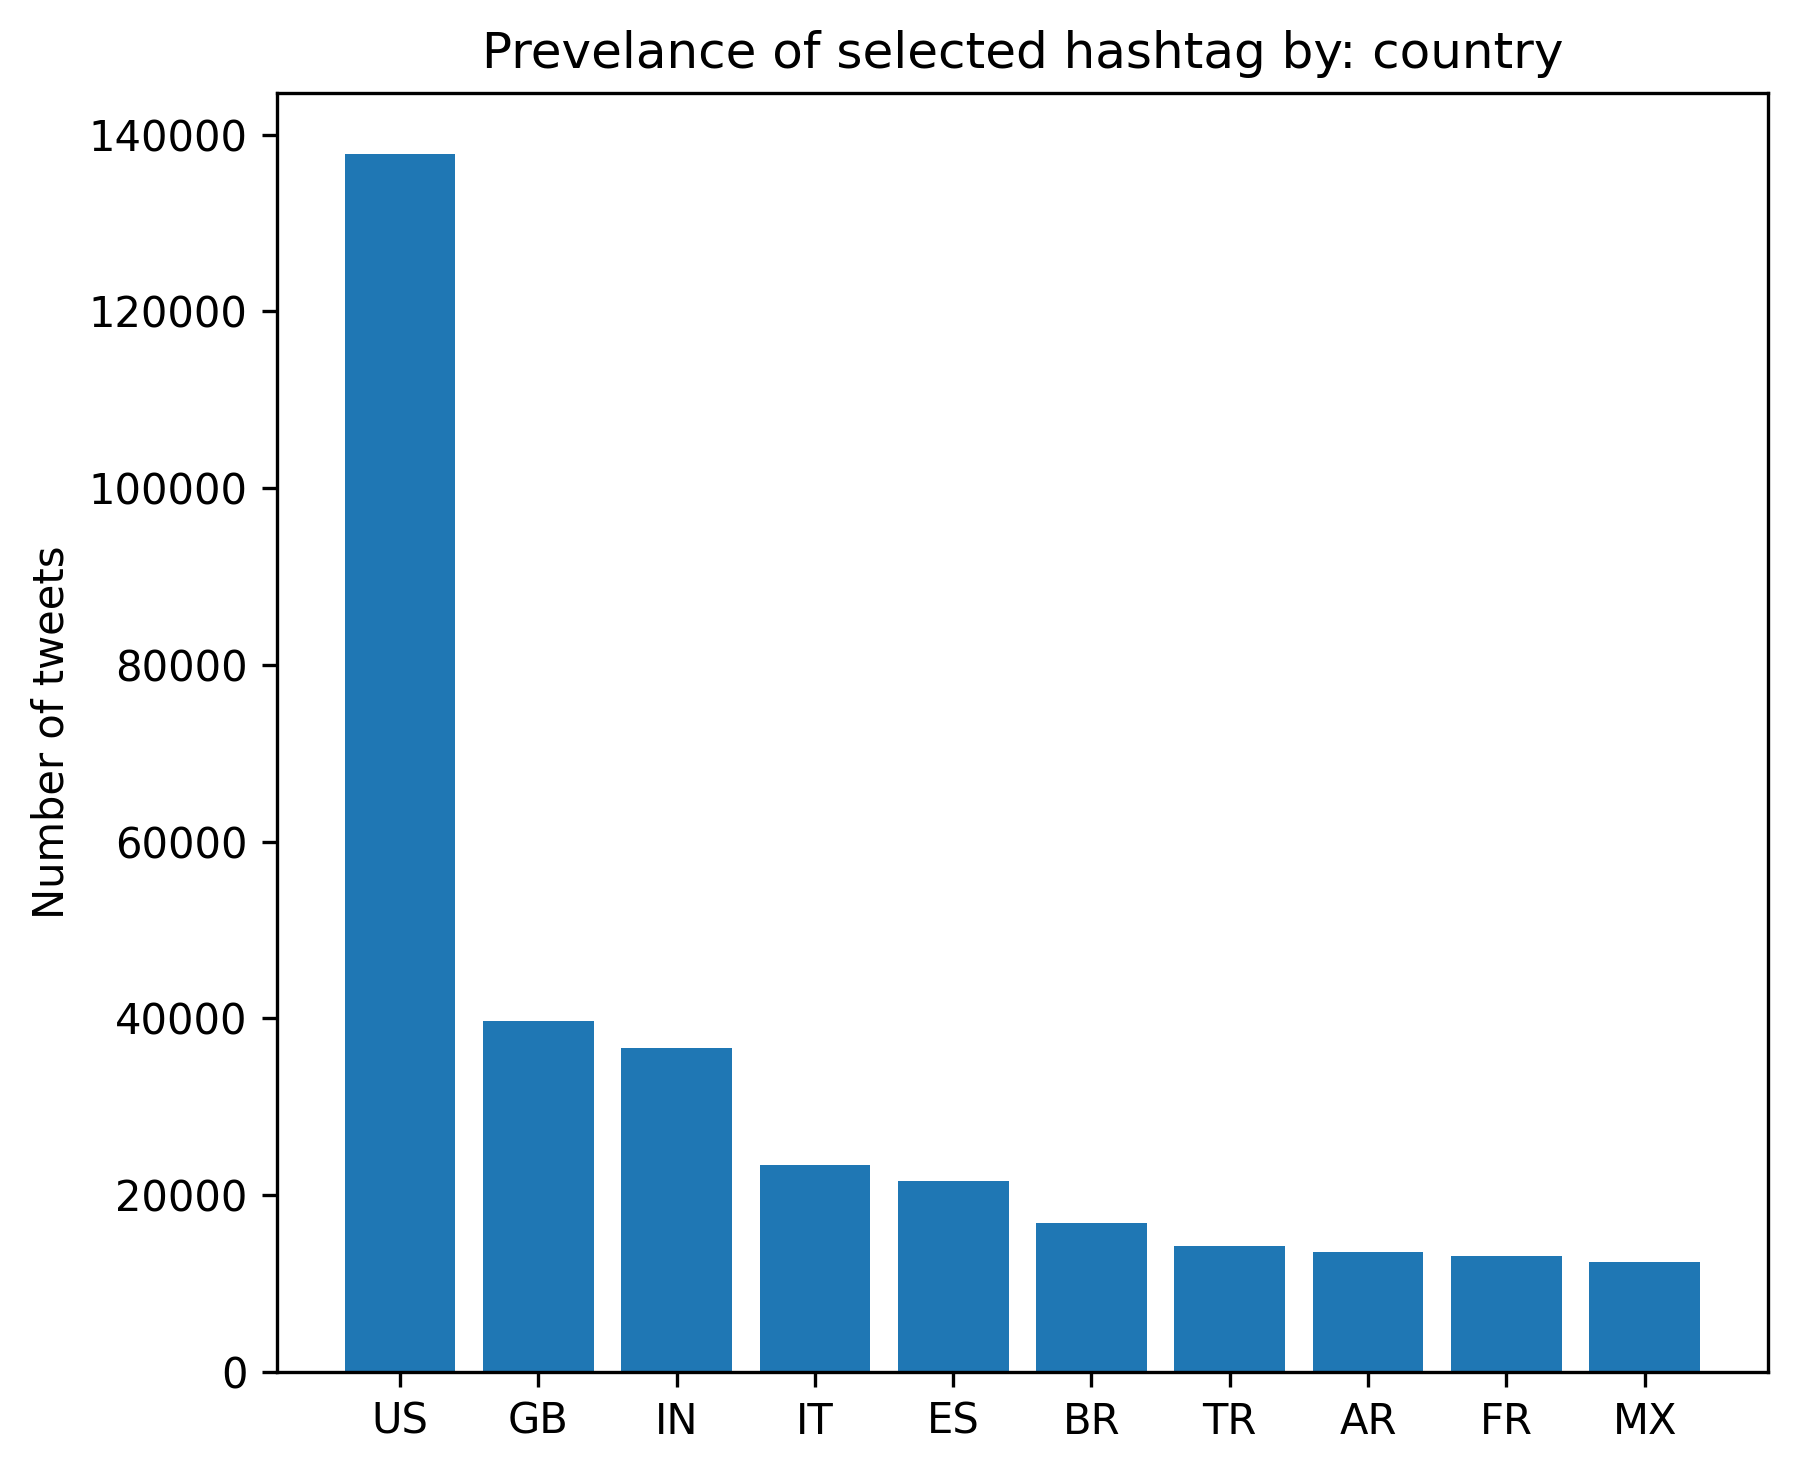 Prevelance of selected hashtag by: country
Number of tweets
140000
120000
100000
80000
60000
40000
20000
0
US GB IN IT ES BR TR AR FR MX